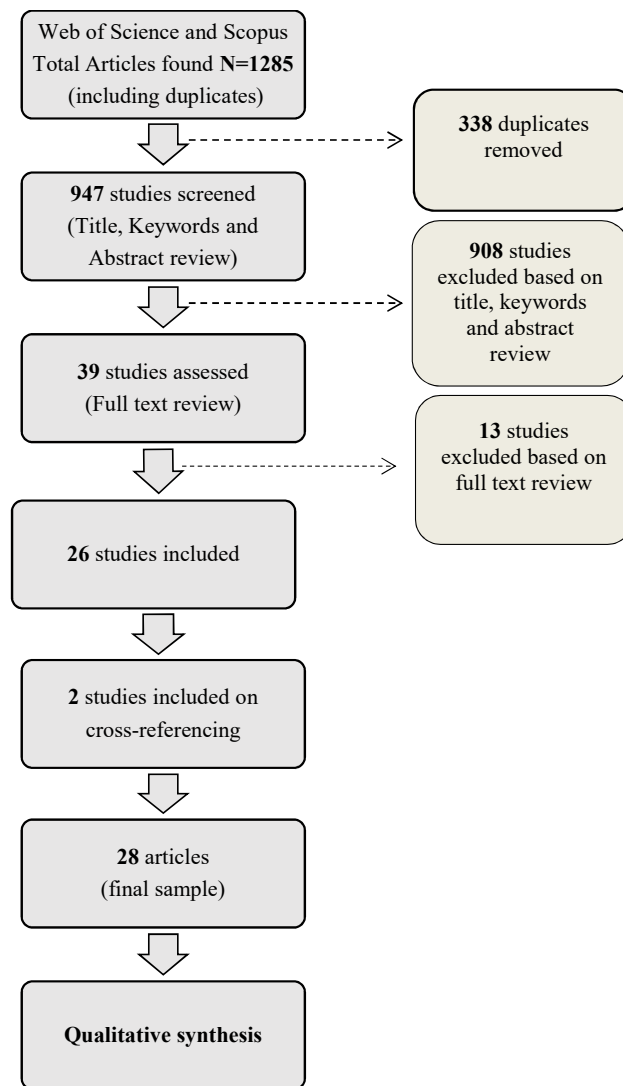 Web of Science and Scopus
Total Articles found N=1285
(including duplicates)
338 duplicates
removed
947 studies screened
(Title, Keywords and
Abstract review)
908 studies
excluded based on
title, keywords
and abstract
review
39 studies assessed
(Full text review)
13 studies
excluded based on
full text review
26 studies included
2 studies included on
cross-referencing
28 articles
(final sample)
Qualitative synthesis